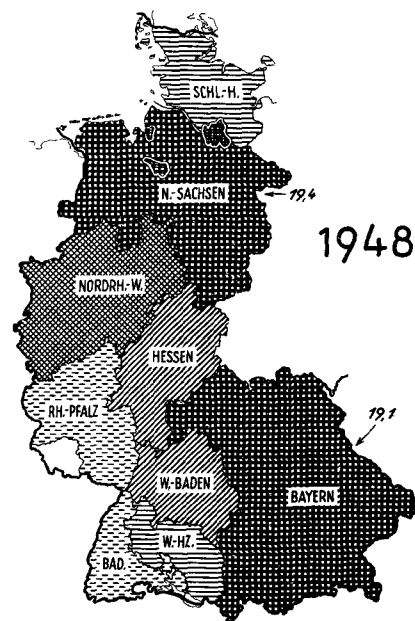 SCHL.-H.
N.-SACHSEN
19,4
1948
NORDRH.-W.
HESSEN
RH.-PFALZ
19,1
W.-BADEN
BAYERN
W.-HZ.
BAD.